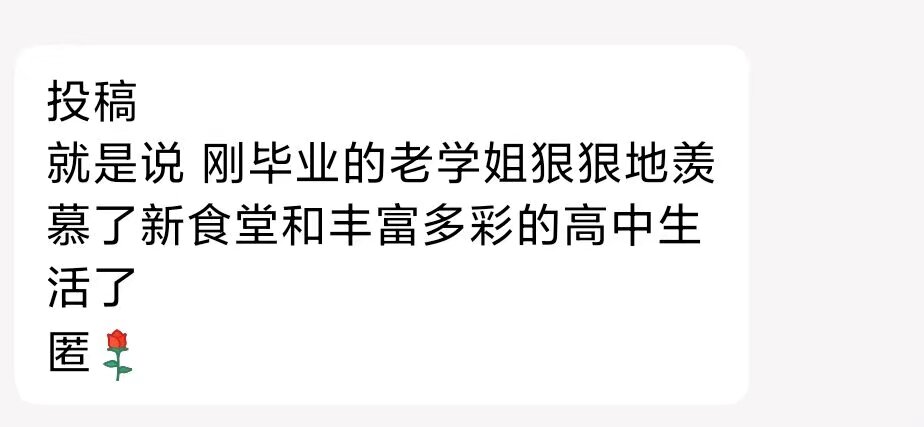 投稿
就是说 刚毕业的老学姐狠狠地羡
慕了新食堂和丰富多彩的高中生
活了
匿🌹